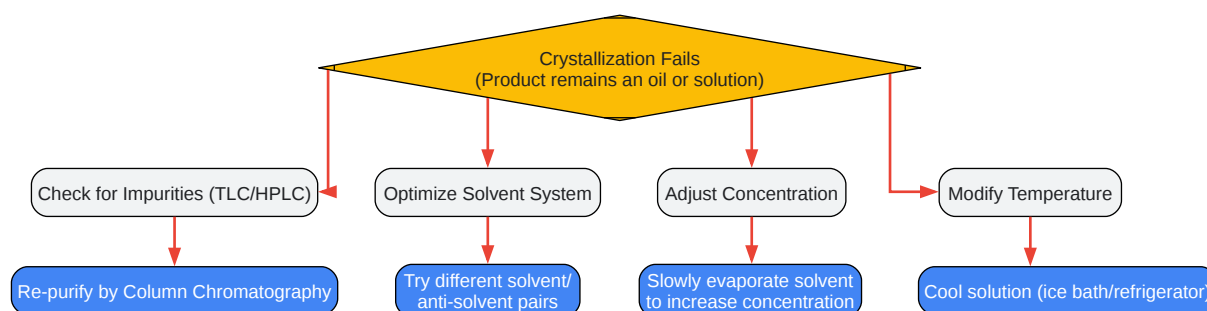 Crystallization Fails
(Product remains an oil or solution)
Check for Impurities (TLC/HPLC)
Optimize Solvent System
Adjust Concentration
Modify Temperature
Re-purify by Column Chromatography
Try different solvent/
anti-solvent pairs
Slowly evaporate solvent
to increase concentration
Cool solution (ice bath/refrigerator)